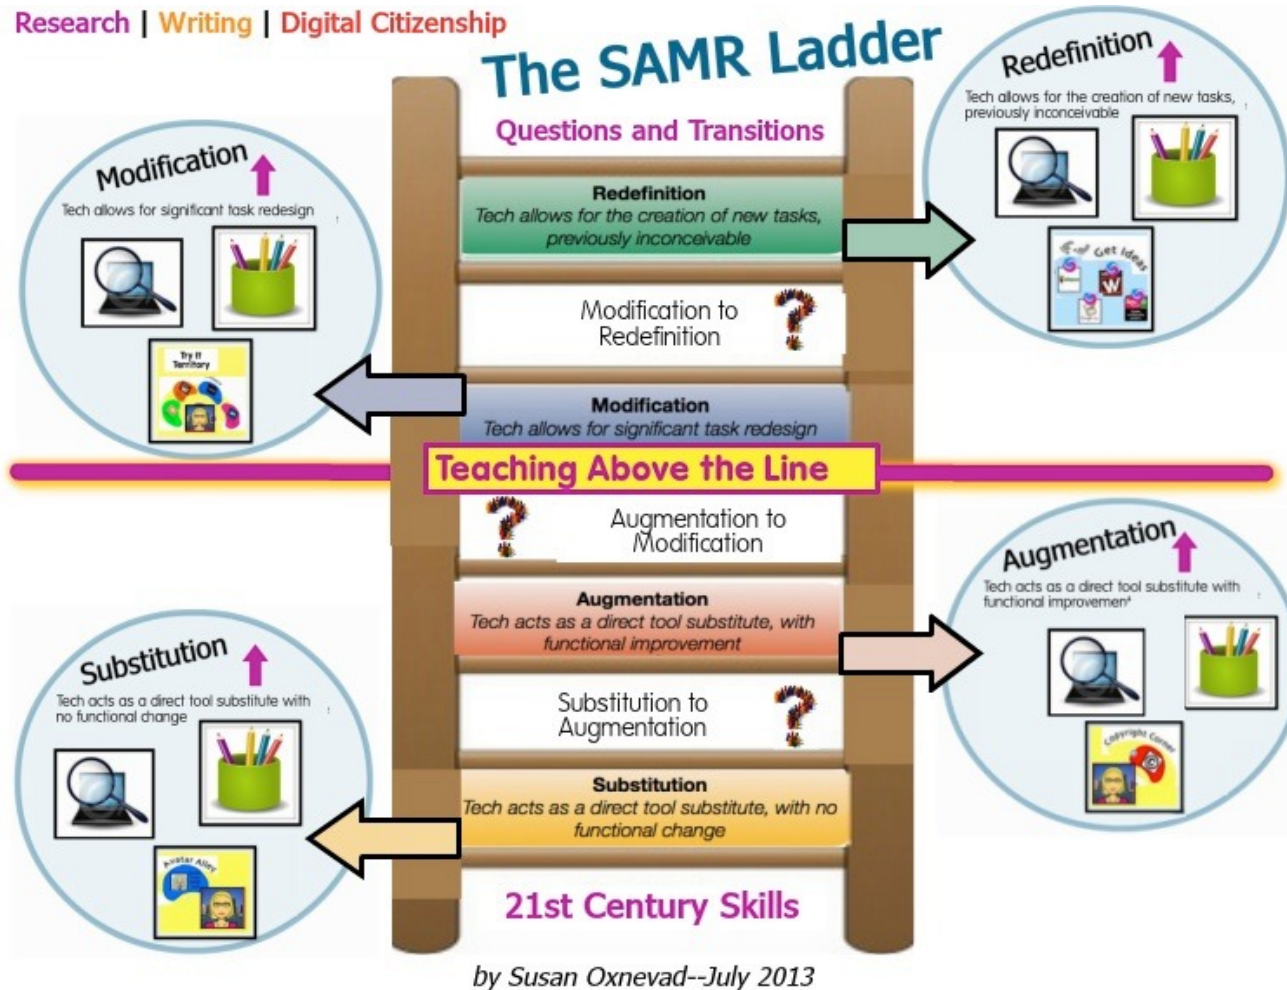 Research | Writing | Digital Citizenship
The SAMR Ladder
Questions and Transitions
Redefinition
Tech allows for the creation of new tasks,
previously inconceivable
Get Ideas
W
Modification
Tech allows for significant task redesign
Try It
Territory
Redefinition
Tech allows for the creation of new tasks,
previously inconceivable
Modification to
Redefinition
?
Modification
Tech allows for significant task redesign
Teaching Above the Line
?
Augmentation to
Modification
Augmentation
Tech acts as a direct tool substitute, with
functional improvement
Substitution to
Augmentation
?
Substitution
Tech acts as a direct tool substitute, with no
functional change
21st Century Skills
Augmentation
Tech acts as a direct tool substitute with
functional improvement
Copyright Corner
©
Substitution
Tech acts as a direct tool substitute with
no functional change
Avatar Alley
by Susan Oxnevad--July 2013